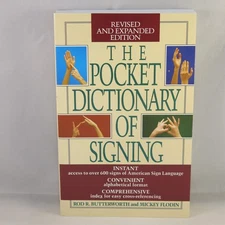 REVISED
AND EXPANDED
EDITION
THE
POCKET
DICTIONARY
OF
SIGNING
INSTANT
access to over 600 signs of American Sign Language
CONVENIENT
alphabetical format
COMPREHENSIVE
index for easy cross-referencing
ROD R. BUTTERWORTH and MICKEY FLODIN